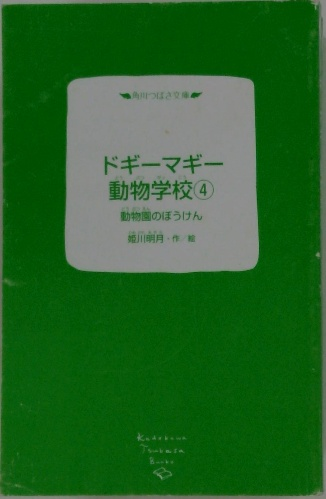 角川つばさ文庫
ドギーマギー
動物学校④
動物園のぼうけん
姫川明月・作/絵
Kadokawa
Tsubasa
Bunko